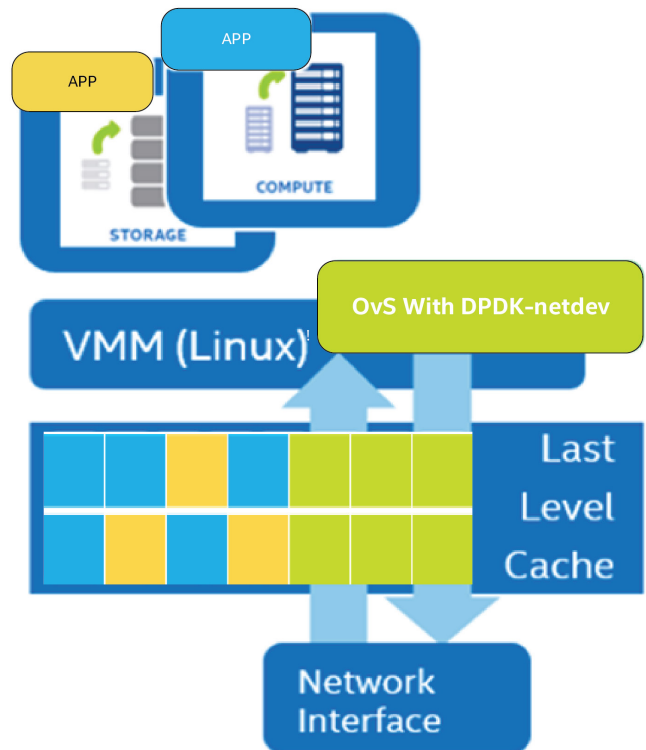 APP
APP
COMPUTE
STORAGE
OvS With DPDK-netdev
VMM (Linux)!
Last
Level
Cache
Network
Interface